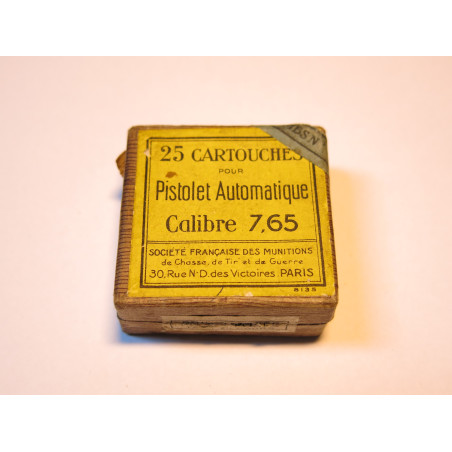 25 CARTOUCHES
POUR
Pistolet Automatique
Calibre 7,65
SOCIÉTÉ FRANÇAISE DES MUNITIONS
de Chasse, de Tir et de Guerre
30, Rue N-D. des Victoires PARIS